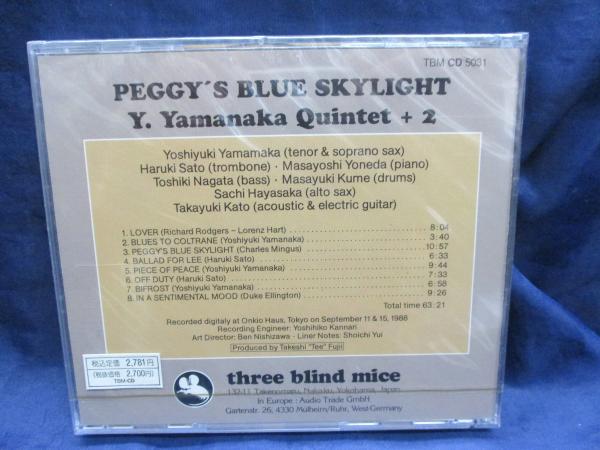 TBM CD 5031
PEGGY´S BLUE SKYLIGHT
Y. Yamanaka Quintet + 2
Yoshiyuki Yamamaka (tenor & soprano sax)
Haruki Sato (trombone) · Masayoshi Yoneda (piano)
Toshiki Nagata (bass) · Masayuki Kume (drums)
Sachi Hayasaka (alto sax)
Takayuki Kato (acoustic & electric guitar)
1. LOVER (Richard Rodgers – Lorenz Hart) 8:04
2. BLUES TO COLTRANE (Yoshiyuki Yamanaka) 3:40
3. PEGGY'S BLUE SKYLIGHT (Charles Mingus) 10:57
4. BALLAD FOR LEE (Haruki Sato) 6:33
5. PIECE OF PEACE (Yoshiyuki Yamanaka) 9:44
6. OFF DUTY (Haruki Sato) 7:33
7. BIFROST (Yoshiyuki Yamanaka) 6:58
8. IN A SENTIMENTAL MOOD (Duke Ellington) 9:26
Total time 63:21
Recorded digitaly at Onkio Haus, Tokyo on September 11 & 15, 1988
Recording Engineer: Yoshihiko Kannari
Art Director: Ben Nishizawa · Liner Notes: Shoichi Yui
Produced by Takeshi "Tee" Fujii
税込定価 2,781円
(税抜価格 2,700円)
TBM-CD
three blind mice
132-11 Takenomaru, Naka-ku, Yokohama, Japan
In Europe: Audio Trade GmbH
Gartenstr. 26, 4330 Mülheim/Ruhr, West-Germany